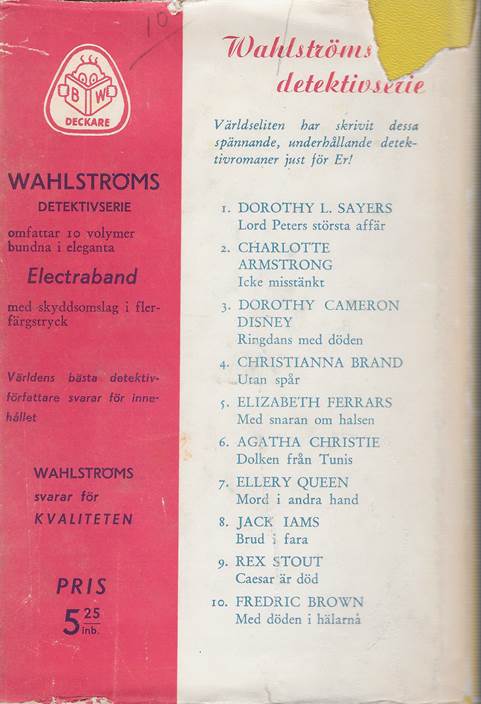 10
B W
DECKARE
WAHLSTRÖMS
DETEKTIVSERIE
omfattar 10 volymer
bundna i eleganta
Electraband
med skyddsomslag i fler-
färgstryck
Världens bästa detektiv-
författare svarar för inne-
hållet
WAHLSTRÖMS
svarar för
KVALITETEN
PRIS
5 25
inb.
Wahlströms
detektivserie
Världseliten har skrivit dessa
spännande, underhållande detek-
tivromaner just för Er!
1. DOROTHY L. SAYERS
Lord Peters största affär
2. CHARLOTTE
ARMSTRONG
Icke misstänkt
3. DOROTHY CAMERON
DISNEY
Ringdans med döden
4. CHRISTIANNA BRAND
Utan spår
5. ELIZABETH FERRARS
Med snaran om halsen
6. AGATHA CHRISTIE
Dolken från Tunis
7. ELLERY QUEEN
Mord i andra hand
8. JACK IAMS
Brud i fara
9. REX STOUT
Caesar är död
10. FREDRIC BROWN
Med döden i hälarna